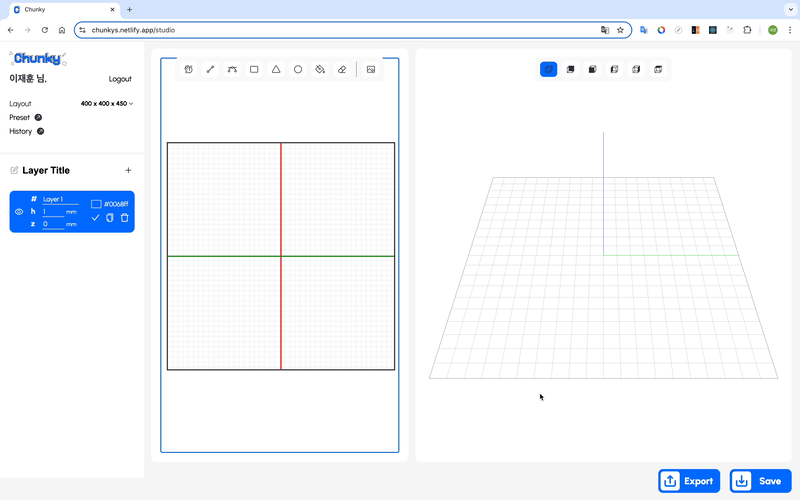 Chunky
chunkys.netlify.app/studio
Chunky
이재훈 님,
Logout
Layout
400 x 400 x 450
Preset
History
Layer Title
# Layer 1
#0068ff
h 1 mm
z 0 mm
Export
Save